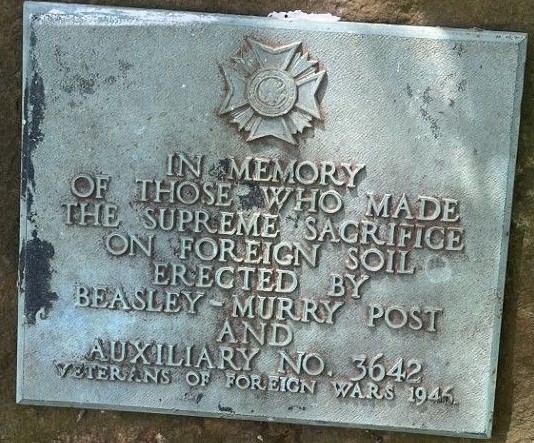 IN MEMORY
OF THOSE WHO MADE
THE SUPREME SACRIFICE
ON FOREIGN SOIL
ERECTED BY
BEASLEY - MURRY POST
AND
AUXILIARY NO. 3642
VETERANS OF FOREIGN WARS 1946.